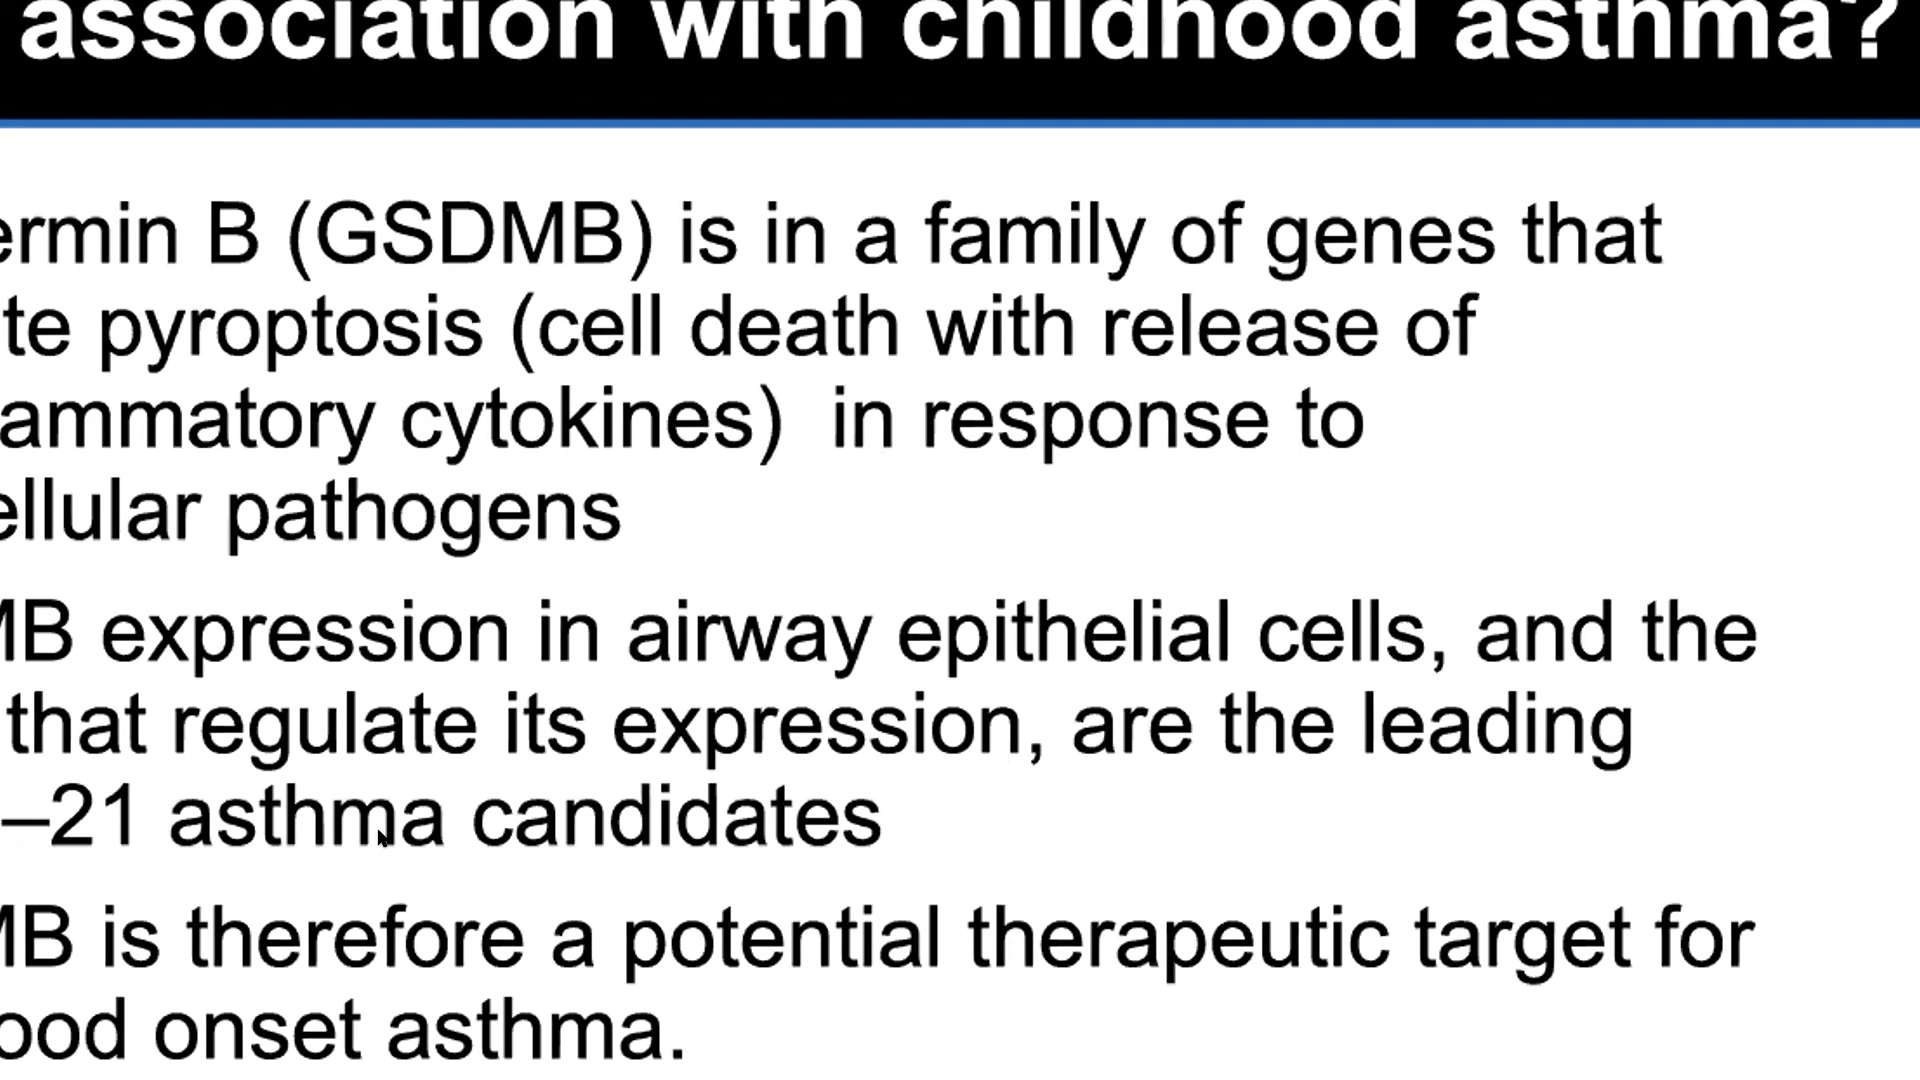 association with childhood asthma?
ermin B (GSDMB) is in a family of genes that
te pyroptosis (cell death with release of
ammatory cytokines)  in response to
ellular pathogens
MB expression in airway epithelial cells, and the
that regulate its expression, are the leading
–21 asthma candidates
MB is therefore a potential therapeutic target for
ood onset asthma.